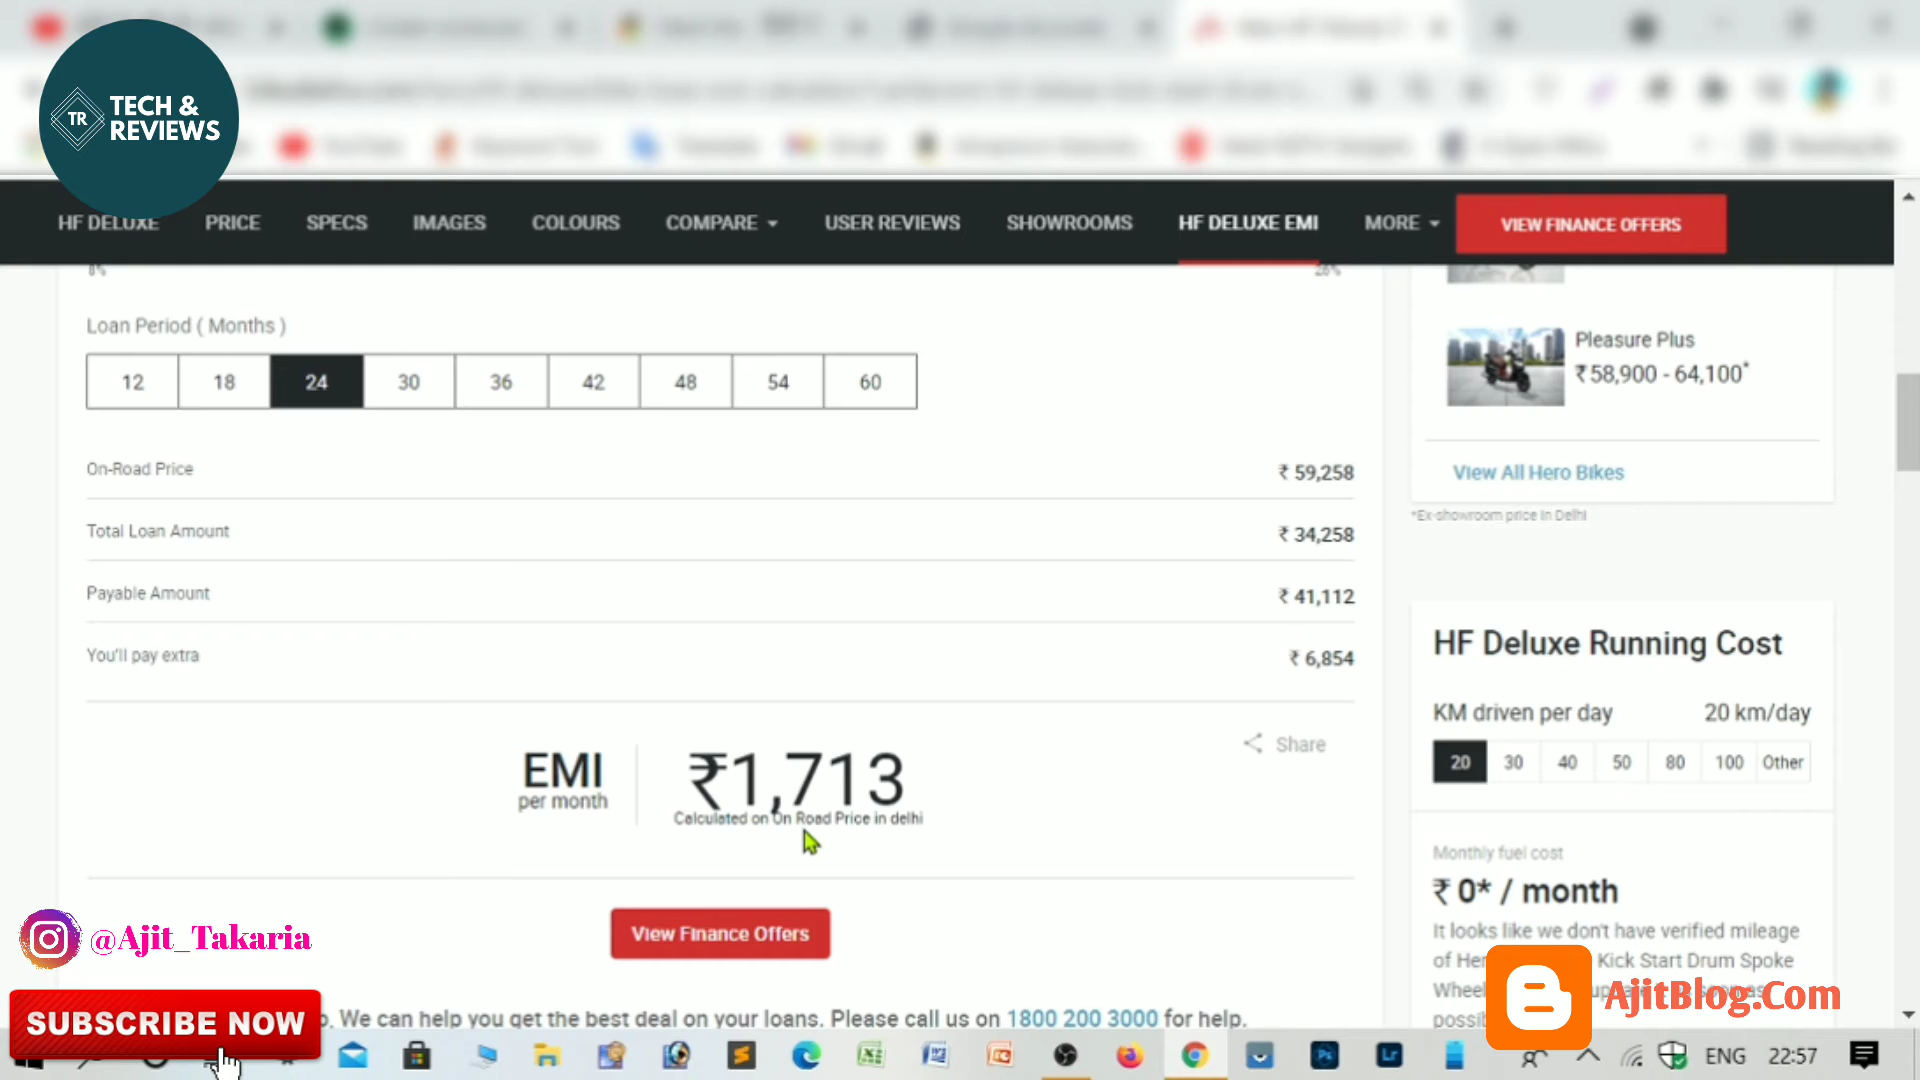 TR
TECH &
REVIEWS
HF DELUXE PRICE SPECS IMAGES COLOURS COMPARE USER REVIEWS SHOWROOMS HF DELUXE EMI MORE VIEW FINANCE OFFERS
8% 26%
Loan Period ( Months )
12 18 24 30 36 42 48 54 60
On-Road Price ₹ 59,258
Total Loan Amount ₹ 34,258
Payable Amount ₹ 41,112
You'll pay extra ₹ 6,854
EMI
per month
₹1,713
Calculated on On Road Price in delhi
Share
View Finance Offers
We can help you get the best deal on your loans. Please call us on 1800 200 3000 for help.
Pleasure Plus
₹58,900 - 64,100*
View All Hero Bikes
*Ex-showroom price in Delhi
HF Deluxe Running Cost
KM driven per day 20 km/day
20 30 40 50 80 100 Other
Monthly fuel cost
₹ 0* / month
It looks like we don't have verified mileage
of Kick Start Drum Spoke
@Ajit_Takaria
SUBSCRIBE NOW
AjitBlog.Com
ENG 22:57